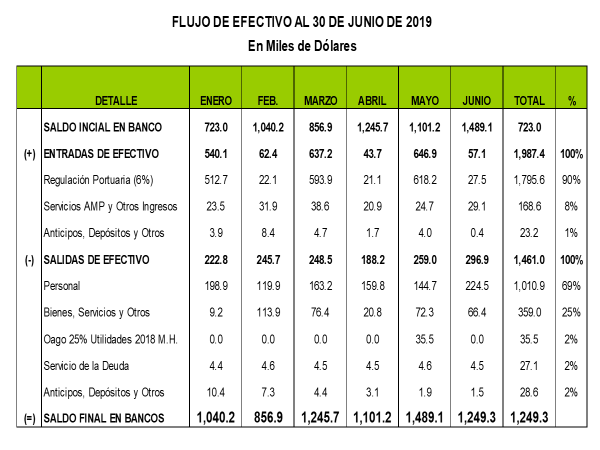 FLUJO DE EFECTIVO AL 30 DE JUNIO DE 2019
En Miles de Dólares
DETALLE ENERO FEB. MARZO ABRIL MAYO JUNIO TOTAL %
SALDO INCIAL EN BANCO 723.0 1,040.2 856.9 1,245.7 1,101.2 1,489.1 723.0
(+) ENTRADAS DE EFECTIVO 540.1 62.4 637.2 43.7 646.9 57.1 1,987.4 100%
Regulación Portuaria (6%) 512.7 22.1 593.9 21.1 618.2 27.5 1,795.6 90%
Servicios AMP y Otros Ingresos 23.5 31.9 38.6 20.9 24.7 29.1 168.6 8%
Anticipos, Depósitos y Otros 3.9 8.4 4.7 1.7 4.0 0.4 23.2 1%
(-) SALIDAS DE EFECTIVO 222.8 245.7 248.5 188.2 259.0 296.9 1,461.0 100%
Personal 198.9 119.9 163.2 159.8 144.7 224.5 1,010.9 69%
Bienes, Servicios y Otros 9.2 113.9 76.4 20.8 72.3 66.4 359.0 25%
Oago 25% Utilidades 2018 M.H. 0.0 0.0 0.0 0.0 35.5 0.0 35.5 2%
Servicio de la Deuda 4.4 4.6 4.5 4.5 4.6 4.5 27.1 2%
Anticipos, Depósitos y Otros 10.4 7.3 4.4 3.1 1.9 1.5 28.6 2%
(=) SALDO FINAL EN BANCOS 1,040.2 856.9 1,245.7 1,101.2 1,489.1 1,249.3 1,249.3